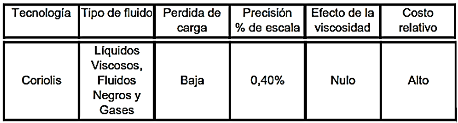 Tecnología Tipo de fluido Perdida de carga Precisión % de escala Efecto de la viscosidad Costo relativo
Coriolis Líquidos Viscosos, Fluidos Negros y Gases Baja 0,40% Nulo Alto